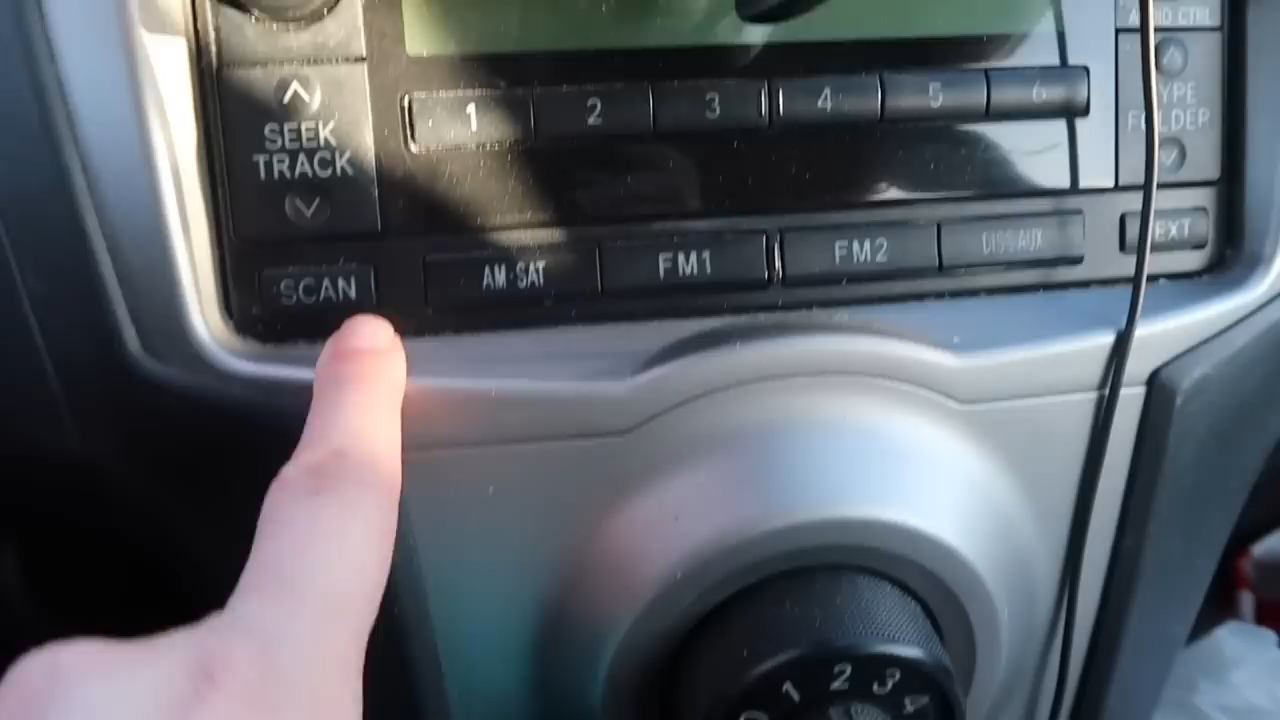 SEEK
TRACK
1 2 3 4 5 6
TYPE
FOLDER
SCAN
AM·SAT
FM1
FM2
DISC·AUX
TEXT
1 2 3 4